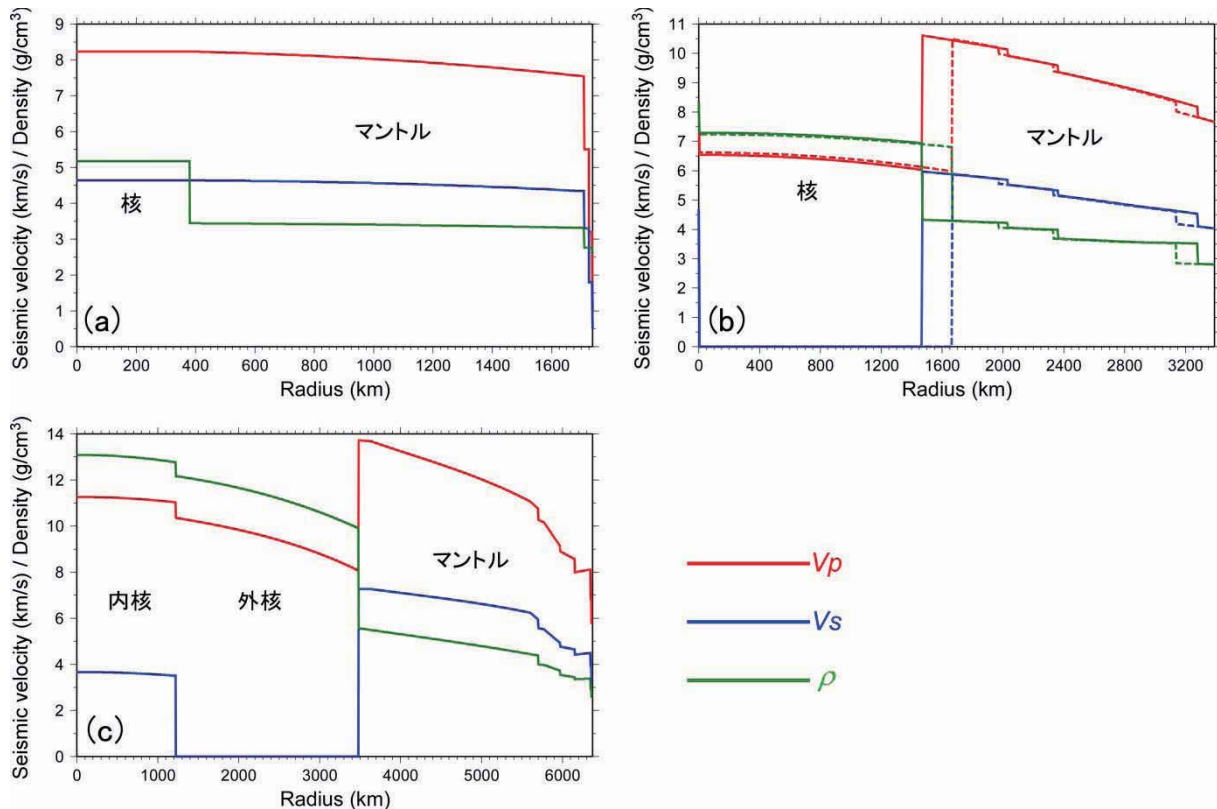 Seismic velocity (km/s) / Density (g/cm³)
9
8
7
6
5
4
3
2
1
0
マントル
核
(a)
0 200 400 600 800 1000 1200 1400 1600
Radius (km)
Seismic velocity (km/s) / Density (g/cm³)
11
10
9
8
7
6
5
4
3
2
1
0
マントル
核
(b)
0 400 800 1200 1600 2000 2400 2800 3200
Radius (km)
Seismic velocity (km/s) / Density (g/cm³)
14
12
10
8
6
4
2
0
マントル
内核
外核
(c)
0 1000 2000 3000 4000 5000 6000
Radius (km)
Vp
Vs
ρ